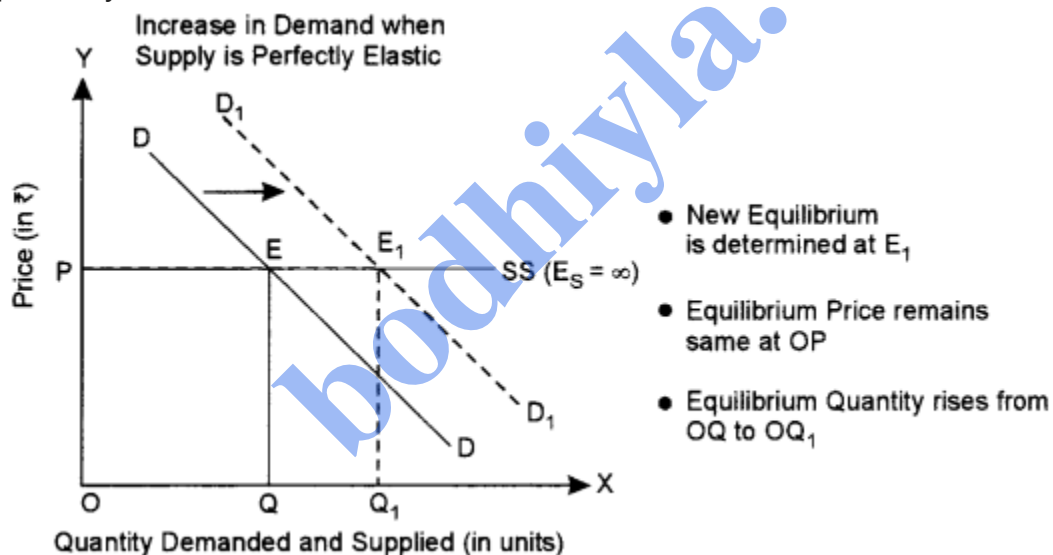 Increase in Demand when
Supply is Perfectly Elastic
Y
D₁
D
Price (in ₹)
E
E₁
P
SS (E_S = ∞)
D₁
D
O
Q
Q₁
X
Quantity Demanded and Supplied (in units)
● New Equilibrium
is determined at E₁
● Equilibrium Price remains
same at OP
● Equilibrium Quantity rises from
OQ to OQ₁
bodhiyla.